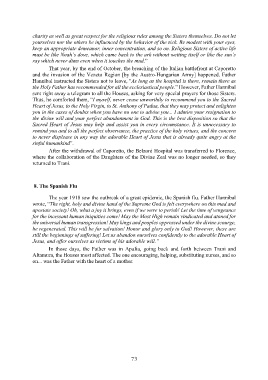 charity as well as great respect for the religious rules among the Sisters themselves. Do not let
yourselves nor the others be influenced by the behavior of the sick. Be modest with your eyes.
keep an appropriate demeanor, inner concentration, and so on. Religious Sisters of active life
must be like Noah's dove, which came back to the ark without wetting itself or like the sun's
ray which never dims even when it touches the mud."
That year, by the end of October, the breaking of the Italian battlefront at Caporetto
and the invasion of the Veneto Region [by the Austro-Hungarian Army] happened. Father
Hannibal instructed the Sisters not to leave, "As long as the hospital is there, remain there as
the Holy Father has recommended for all the ecclesiastical people." However, Father Hannibal
sent right away a telegram to all the Houses, asking for very special prayers for those Sisters.
Thus, he comforted them, "I myself, never cease unworthily to recommend you to the Sacred
Heart of Jesus, to the Holy Virgin, to St. Anthony of Padua, that they may protect and enlighten
you in the cases of doubt when you have no one to advise you... I admire your resignation to
the divine will and your perfect abandonment in God. This is the best disposition so that the
Sacred Heart of Jesus may help and assist you in every circumstance. It is unnecessary to
remind you and to all the perfect observance, the practice of the holy virtues, and the concern
to never displease in any way the adorable Heart of Jesus that is already quite angry at the
sinful humankind".
After the withdrawal of Caporetto, the Belnure Hospital was transferred to Florence,
where the collaboration of the Daughters of the Divine Zeal was no longer needed, so they
returned to Trani.
8. The Spanish Flu
The year 1918 saw the outbreak of a great epidemic, the Spanish flu. Father Hannibal
wrote, "The right, holy and divine hand of the Supreme God is felt everywhere on this mad and
apostate society! Oh, what a joy it brings, even if we were to perish! Let the time of vengeance
for the incessant human iniquities come! May the Most High remain vindicated and atoned for
the universal human transgression! May kings and peoples oppressed under the divine scourge,
be regenerated. This will be for salvation! Honor and glory only to God! However, these are
still the beginnings of suffering! Let us abandon ourselves confidently to the adorable Heart of
Jesus, and offer ourselves as victims of his adorable will."
In those days, the Father was in Apulia, going back and forth between Trani and
Altamura, the Houses most affected. The one encouraging, helping, substituting nurses, and so
on... was the Father with the heart of a mother.
75